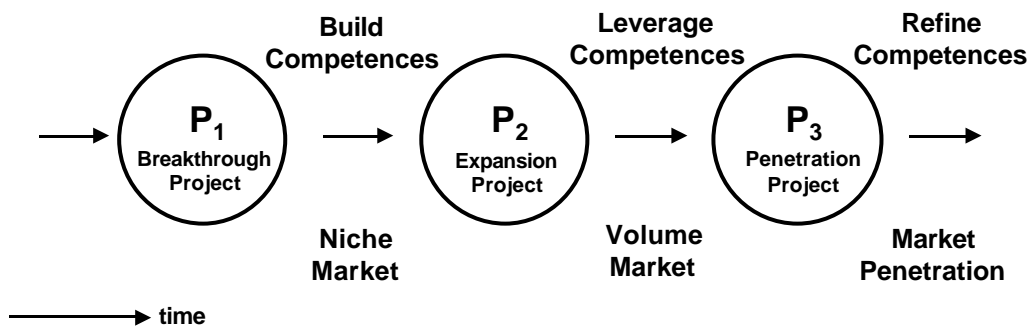 Build
Competences
Leverage
Competences
Refine
Competences
P1
Breakthrough
Project
P2
Expansion
Project
P3
Penetration
Project
Niche
Market
Volume
Market
Market
Penetration
time